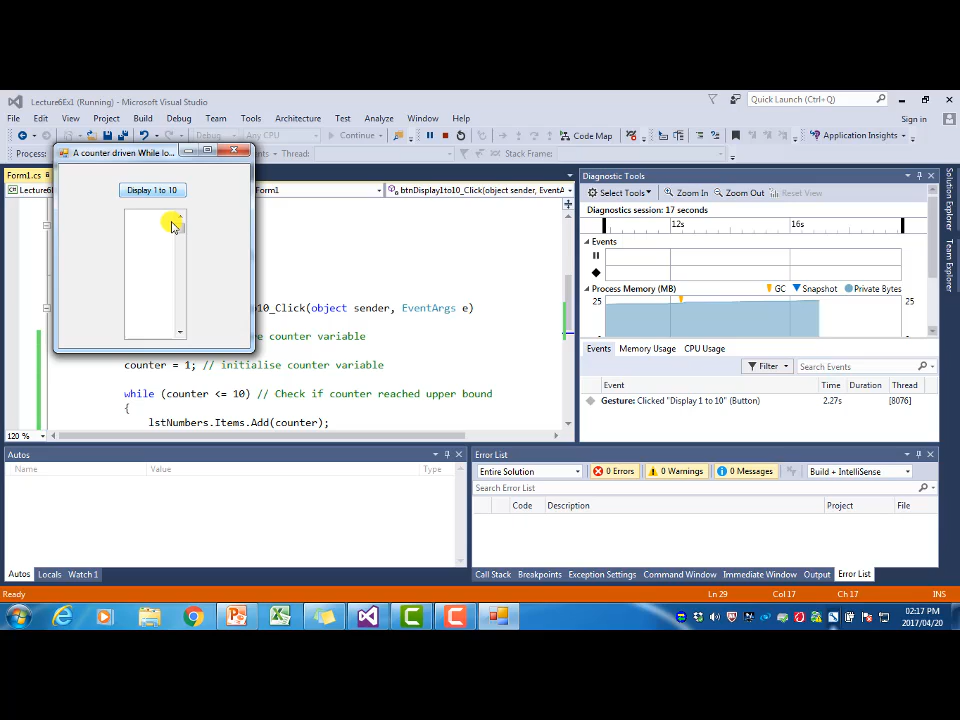 Lecture6Ex1 (Running) - Microsoft Visual Studio
Quick Launch (Ctrl+Q)
File Edit View Project Build Debug Team Tools Architecture Test Analyze Window Help
Sign in
Debug Any CPU Continue Code Map Application Insights
Process: Thread: Stack Frame:
A counter driven While lo...
Form1.cs
Lecture6 Form1 btnDisplay1to10_Click(object sender, EventA
Display 1 to 10
10_Click(object sender, EventArgs e)
re counter variable
counter = 1; // initialise counter variable
while (counter <= 10) // Check if counter reached upper bound
{
lstNumbers.Items.Add(counter);
120 %
Diagnostic Tools
Select Tools Zoom In Zoom Out Reset View
Diagnostics session: 17 seconds
12s 16s
Events
Process Memory (MB) GC Snapshot Private Bytes
25 25
Events Memory Usage CPU Usage
Filter Search Events
Event Time Duration Thread
Gesture: Clicked "Display 1 to 10" (Button) 2.27s [8076]
Solution Explorer
Team Explorer
Autos
Name Value Type
Autos Locals Watch 1
Error List
Entire Solution 0 Errors 0 Warnings 0 Messages Build + IntelliSense
Search Error List
Code Description Project File
Call Stack Breakpoints Exception Settings Command Window Immediate Window Output Error List
Ready Ln 29 Col 17 Ch 17 INS
02:17 PM
2017/04/20